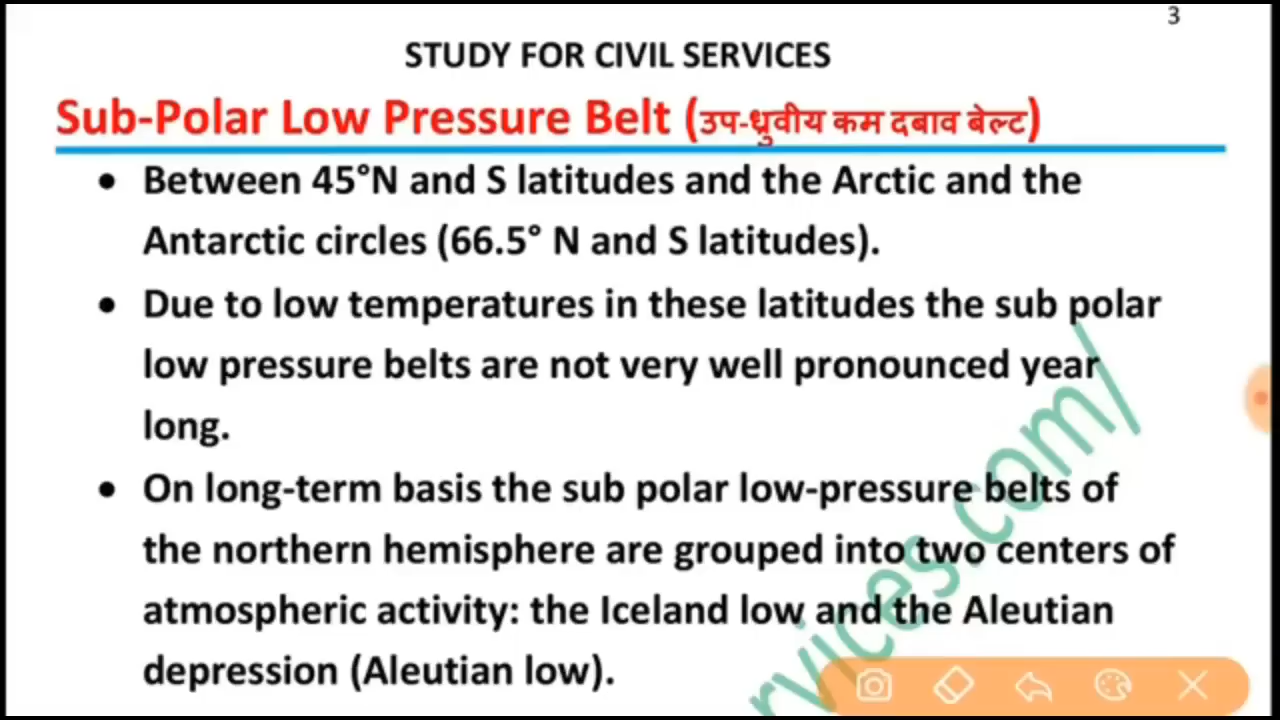 3
STUDY FOR CIVIL SERVICES
Sub-Polar Low Pressure Belt (उप-ध्रुवीय कम दबाव बेल्ट)
• Between 45°N and S latitudes and the Arctic and the
Antarctic circles (66.5° N and S latitudes).
• Due to low temperatures in these latitudes the sub polar
low pressure belts are not very well pronounced year
long.
• On long-term basis the sub polar low-pressure belts of
the northern hemisphere are grouped into two centers of
atmospheric activity: the Iceland low and the Aleutian
depression (Aleutian low).
rvices.com/